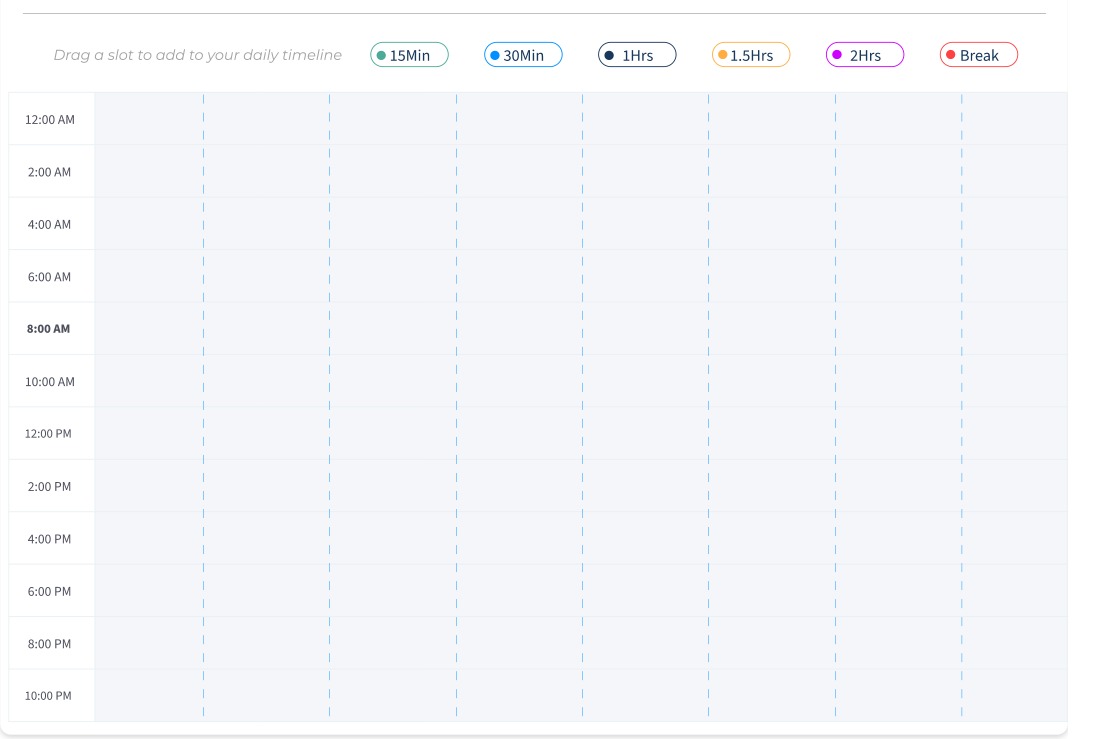 Drag a slot to add to your daily timeline 15Min 30Min 1Hrs 1.5Hrs 2Hrs Break
12:00 AM
2:00 AM
4:00 AM
6:00 AM
8:00 AM
10:00 AM
12:00 PM
2:00 PM
4:00 PM
6:00 PM
8:00 PM
10:00 PM